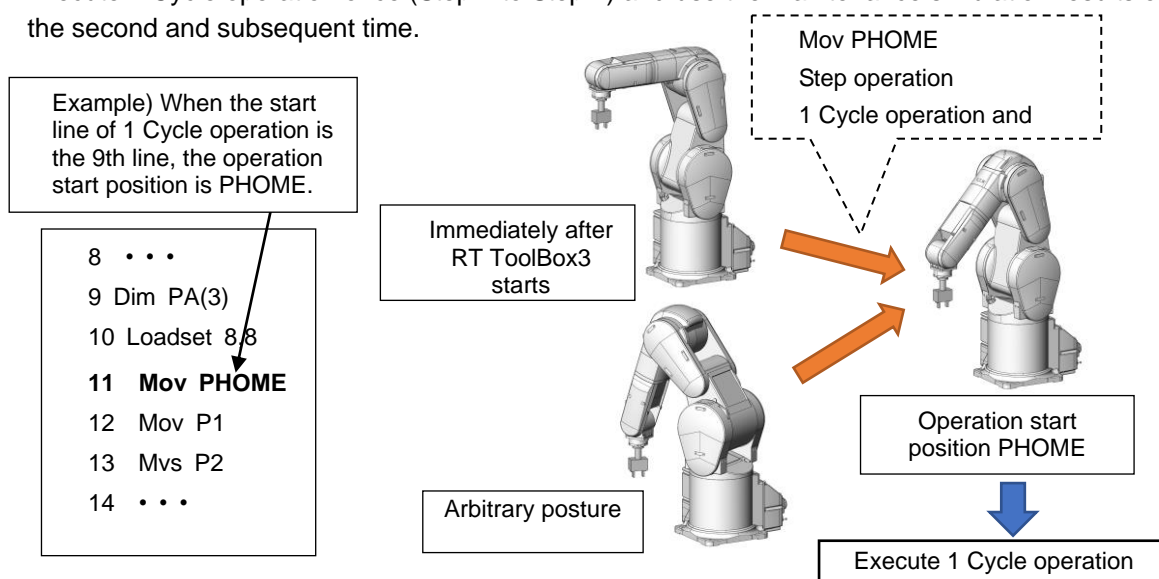 the second and subsequent time.
Example) When the start
line of 1 Cycle operation is
the 9th line, the operation
start position is PHOME.
8 • • •
9 Dim PA(3)
10 Loadset 8,8
11 Mov PHOME
12 Mov P1
13 Mvs P2
14 • • •
Mov PHOME
Step operation
1 Cycle operation and
Immediately after
RT ToolBox3
starts
Arbitrary posture
Operation start
position PHOME
Execute 1 Cycle operation